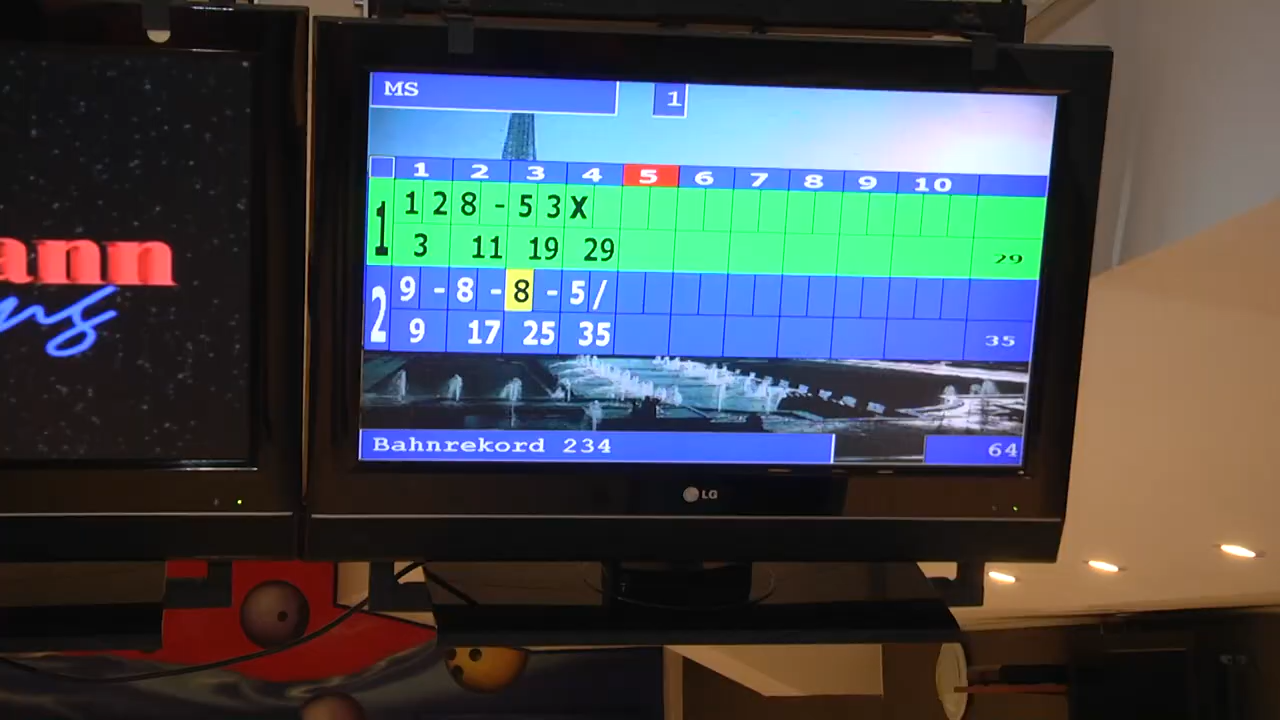 MS 1
1 2 3 4 5 6 7 8 9 10
1 1 2 8 - 5 3 X
3 11 19 29 29
2 9 - 8 - 8 - 5 /
9 17 25 35 35
Bahnrekord 234 64
LG
ann